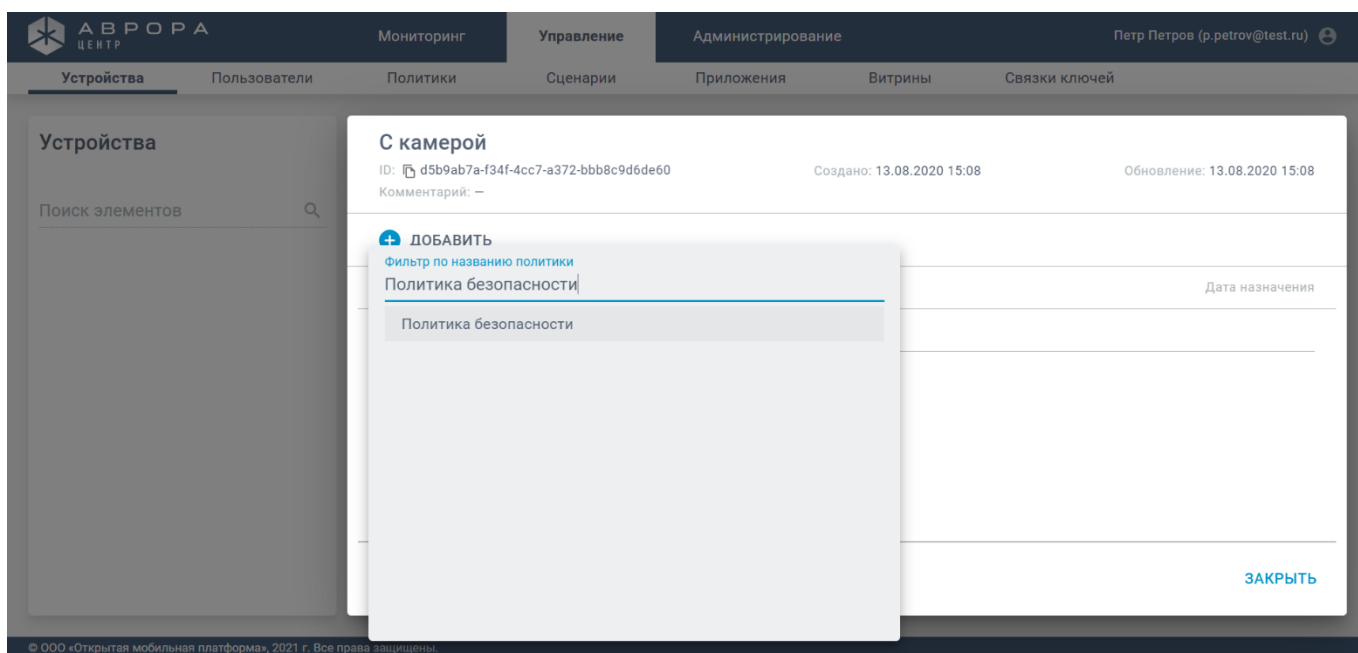 АВРОРА
ЦЕНТР
Мониторинг Управление Администрирование Петр Петров (p.petrov@test.ru)
Устройства Пользователи Политики Сценарии Приложения Витрины Связки ключей
Устройства
Поиск элементов
С камерой
ID: d5b9ab7a-f34f-4cc7-a372-bbb8c9d6de60 Создано: 13.08.2020 15:08 Обновление: 13.08.2020 15:08
Комментарий: —
ДОБАВИТЬ
Фильтр по названию политики
Политика безопасности
Дата назначения
Политика безопасности
ЗАКРЫТЬ
© ООО «Открытая мобильная платформа», 2021 г. Все права защищены.